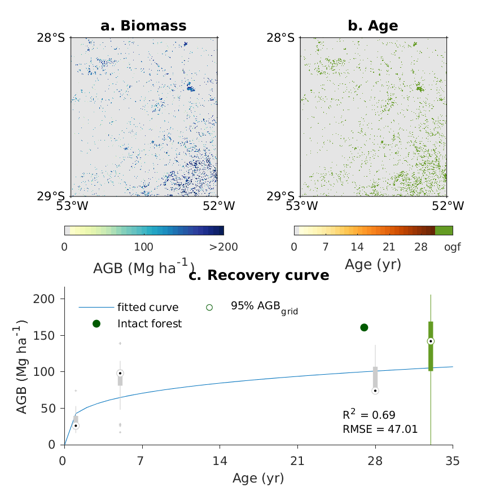 a. Biomass
b. Age
28°S
28°S
29°S
29°S
53°W
52°W
53°W
52°W
0
100
>200
0
7
14
21
28
ogf
AGB (Mg ha⁻¹)
Age (yr)
c. Recovery curve
200
150
100
50
0
AGB (Mg ha⁻¹)
fitted curve
95% AGB_grid
Intact forest
R² = 0.69
RMSE = 47.01
0
7
14
21
28
35
Age (yr)